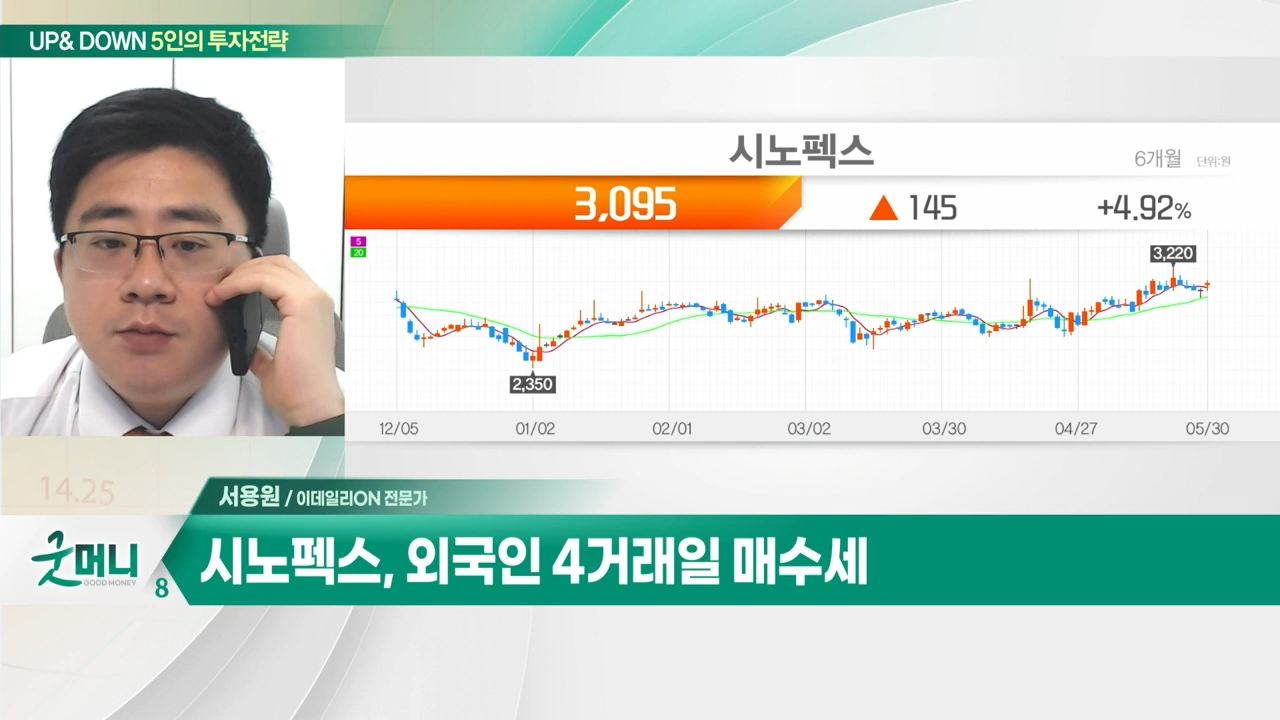 UP& DOWN 5인의 투자전략
시노펙스
6개월 단위:원
3,095 ▲ 145 +4.92%
5
20
3,220
2,350
12/05 01/02 02/01 03/02 03/30 04/27 05/30
14.25
서용원 / 이데일리ON 전문가
굿머니
GOOD MONEY
8
시노펙스, 외국인 4거래일 매수세